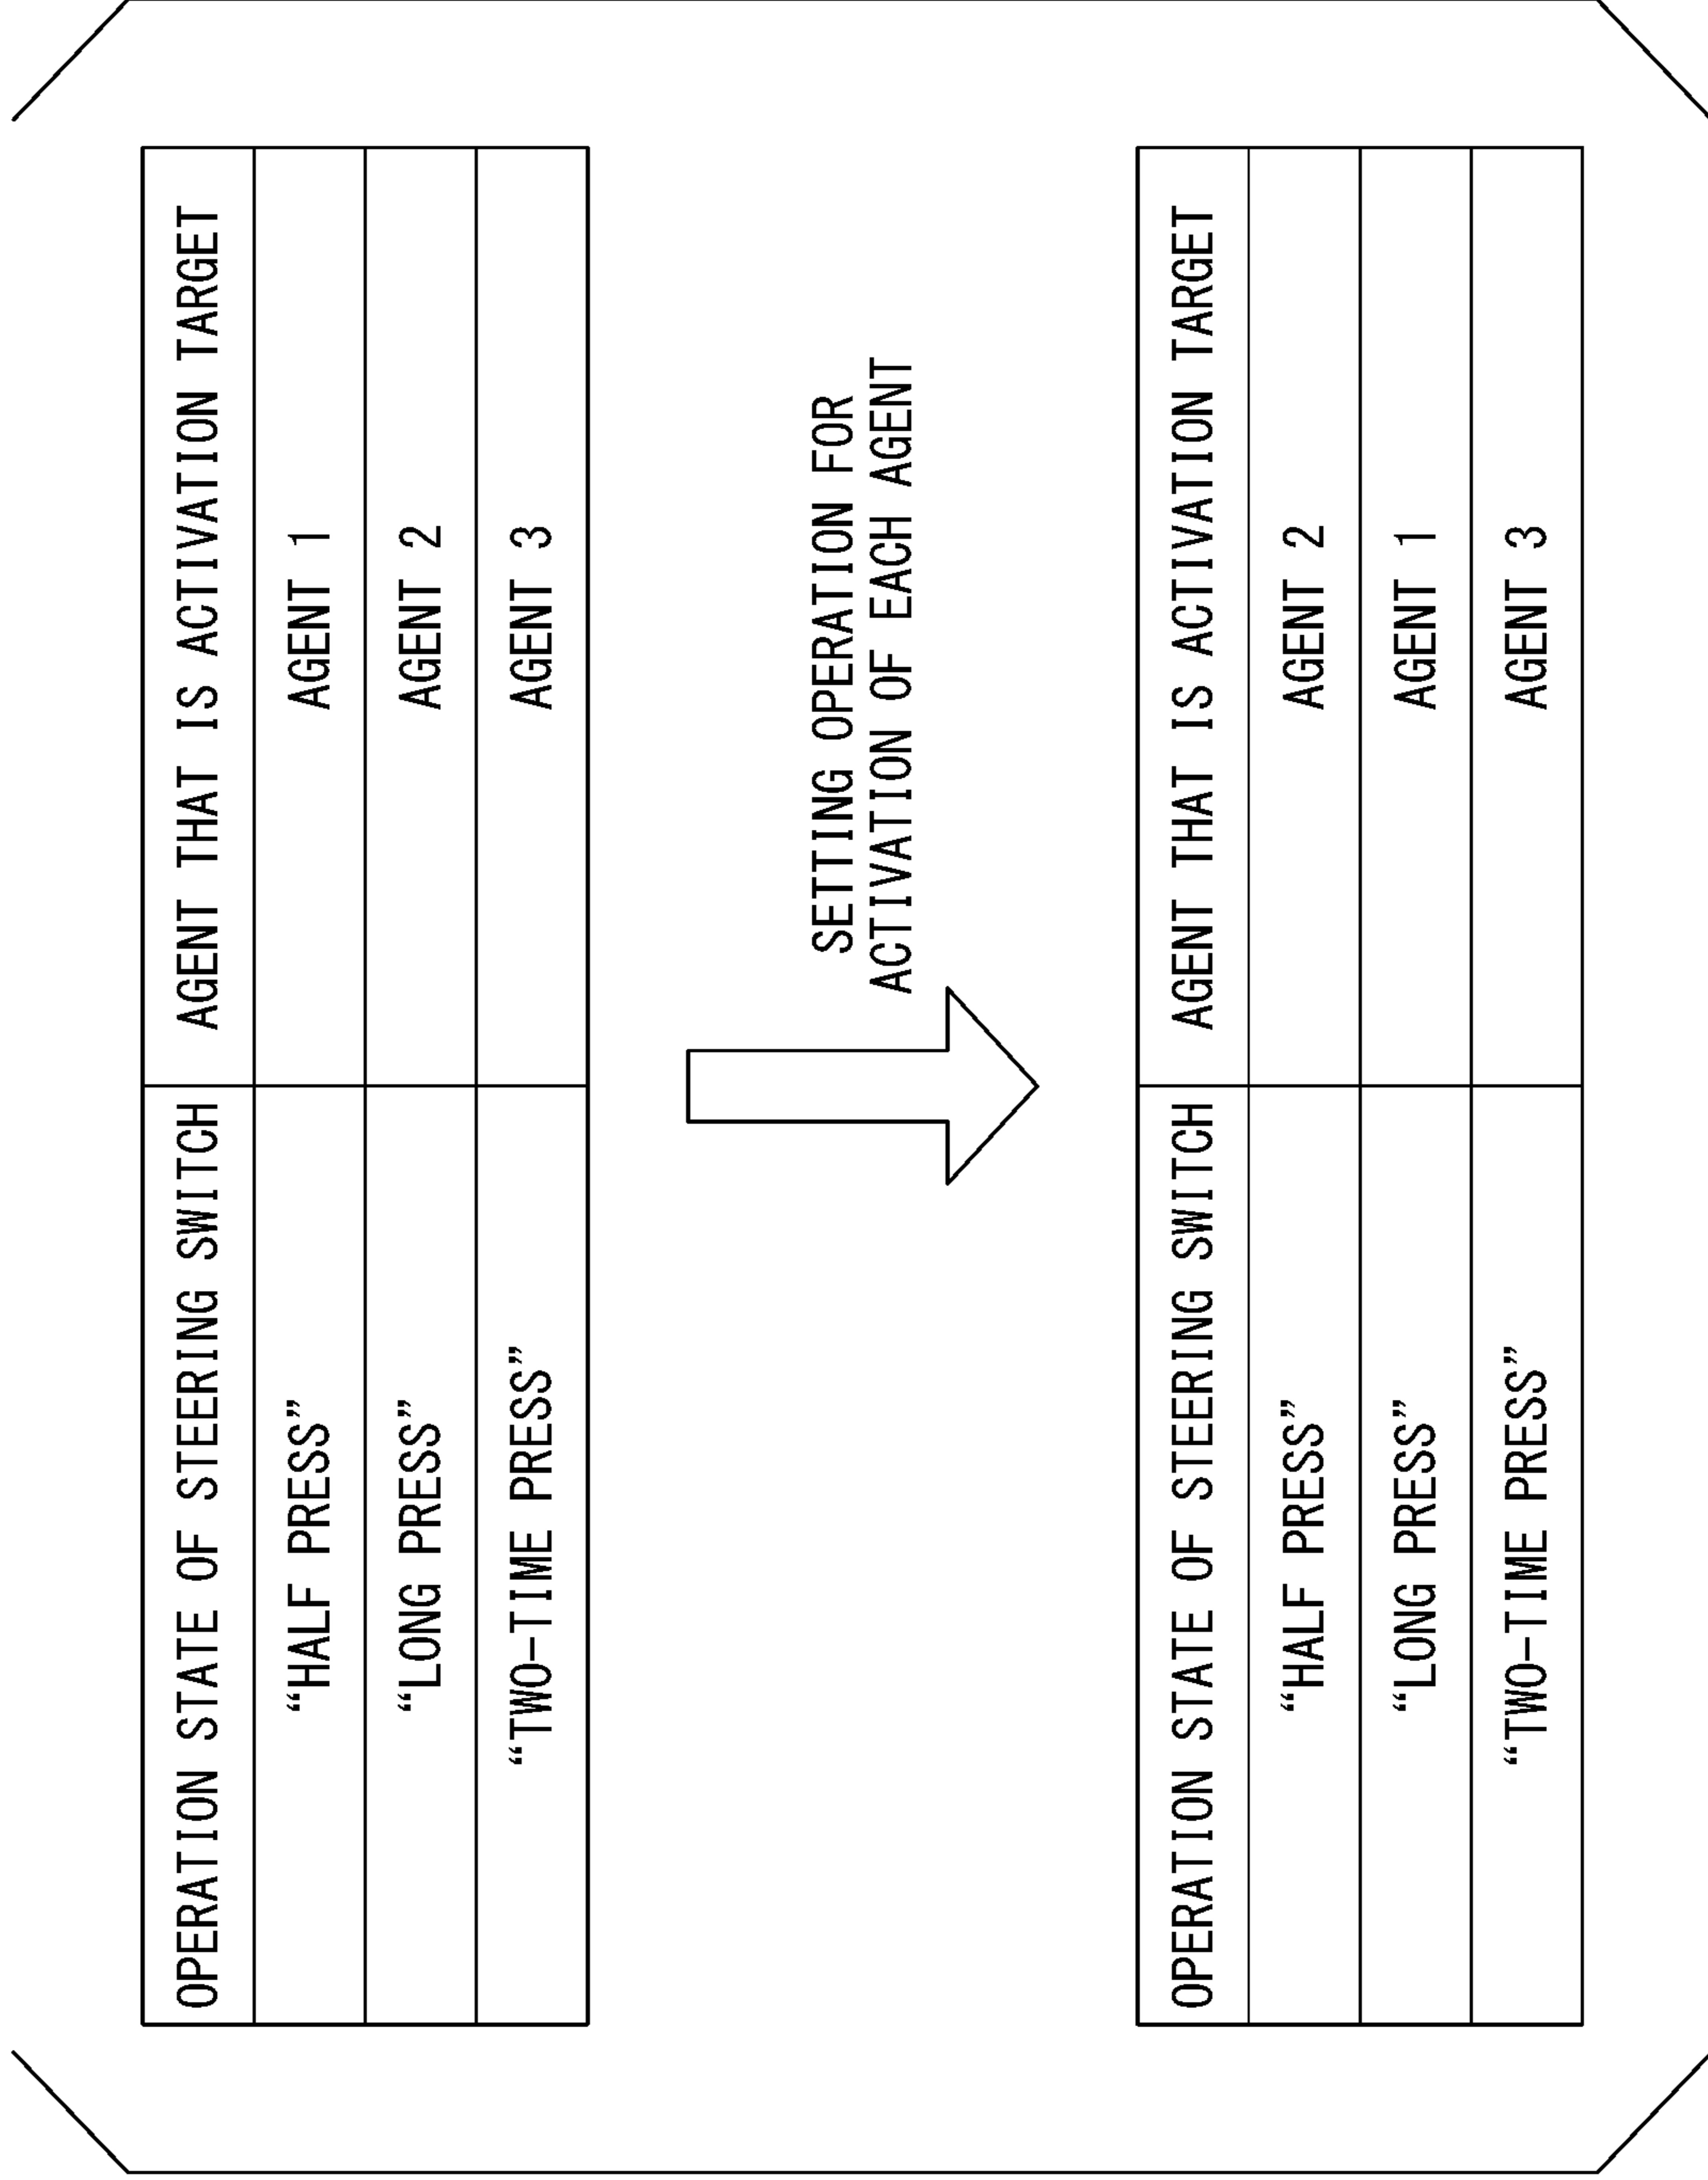 OPERATION STATE OF STEERING SWITCH AGENT THAT IS ACTIVATION TARGET
“HALF PRESS” AGENT 1
“LONG PRESS” AGENT 2
“TWO-TIME PRESS” AGENT 3
SETTING OPERATION FOR
ACTIVATION OF EACH AGENT
OPERATION STATE OF STEERING SWITCH AGENT THAT IS ACTIVATION TARGET
“HALF PRESS” AGENT 2
“LONG PRESS” AGENT 1
“TWO-TIME PRESS” AGENT 3